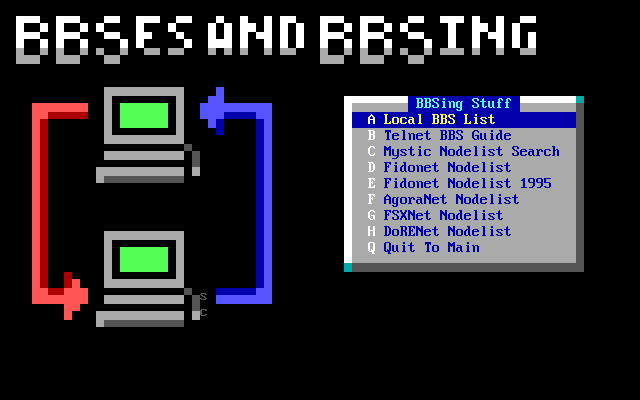 BBSES AND BBSING
BBSing Stuff
A Local BBS List
B Telnet BBS Guide
C Mystic Nodelist Search
D Fidonet Nodelist
E Fidonet Nodelist 1995
F AgoraNet Nodelist
G FSXNet Nodelist
H DoRENet Nodelist
Q Quit To Main
S
C